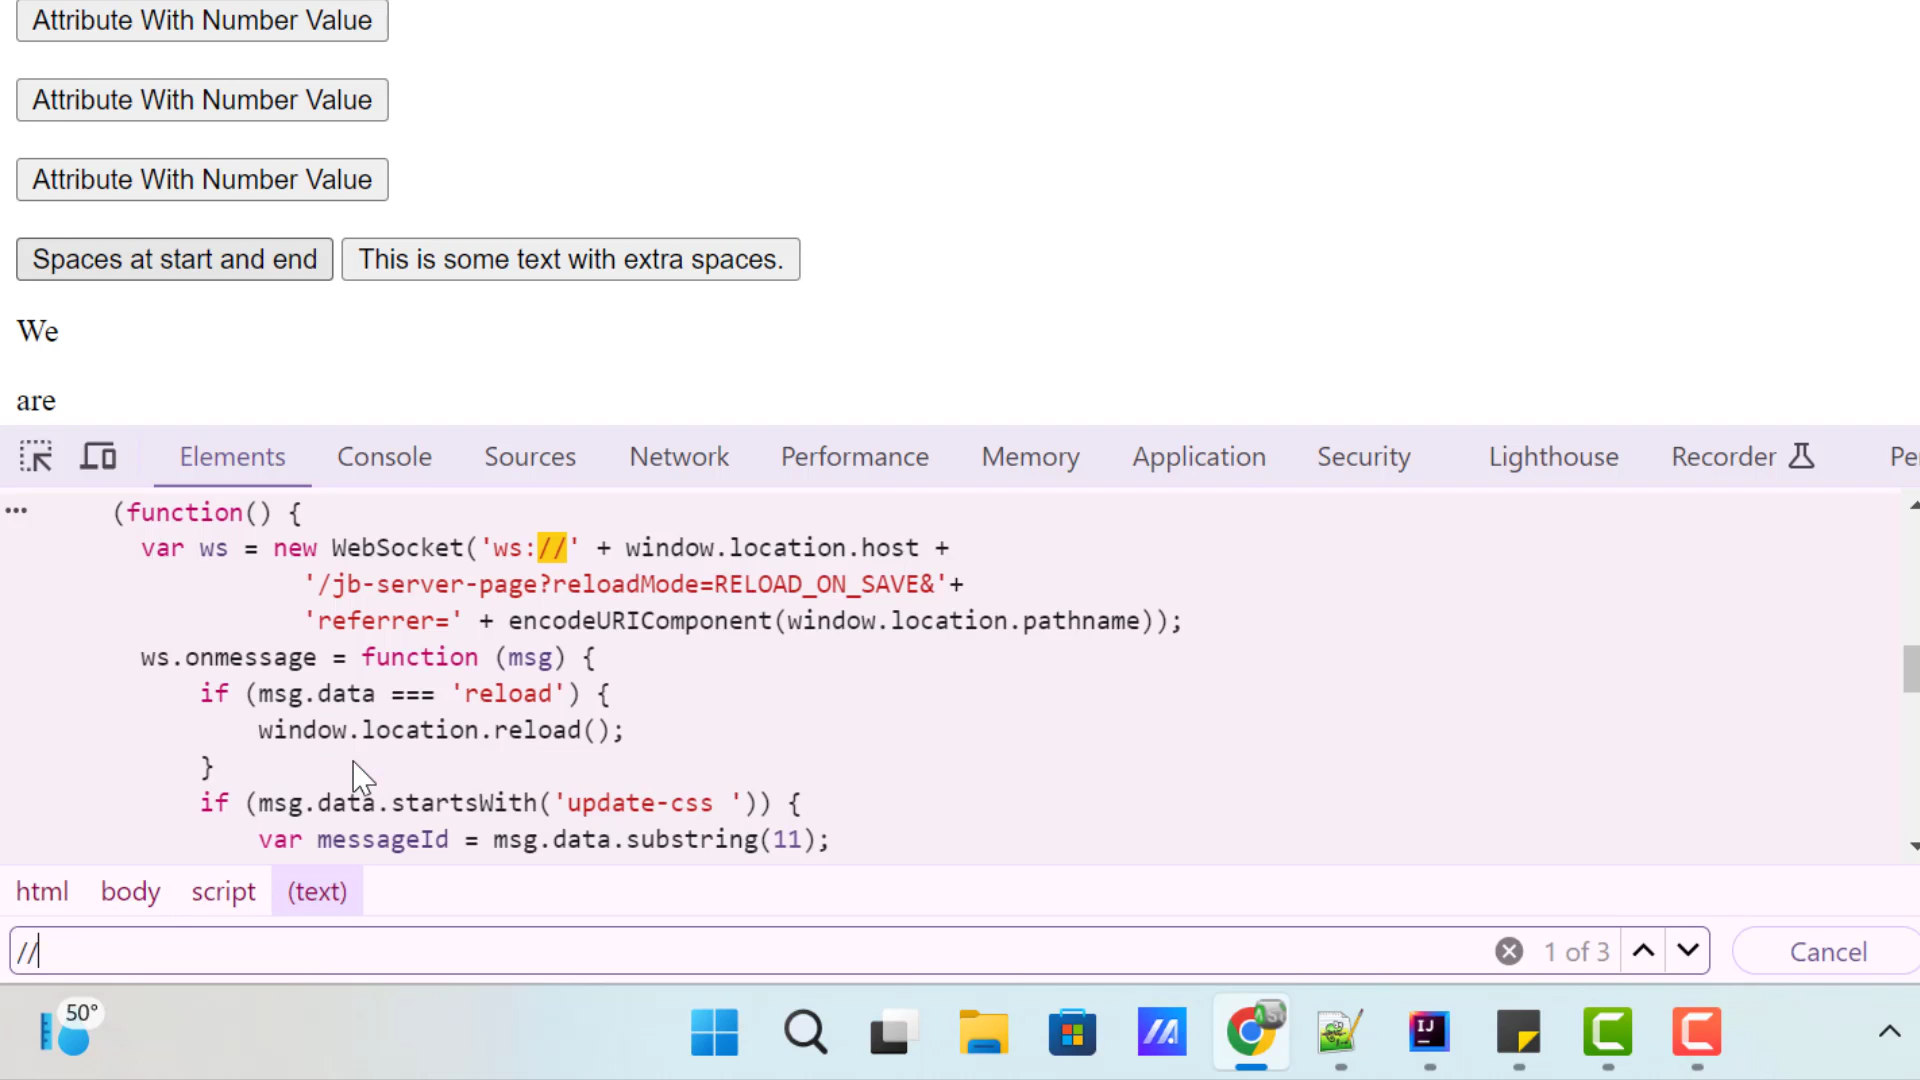 Attribute With Number Value
Attribute With Number Value
Attribute With Number Value
Spaces at start and end This is some text with extra spaces.
We
are
Elements Console Sources Network Performance Memory Application Security Lighthouse Recorder Pe
... (function() {
var ws = new WebSocket('ws://' + window.location.host +
'/jb-server-page?reloadMode=RELOAD_ON_SAVE&'+
'referrer=' + encodeURIComponent(window.location.pathname));
ws.onmessage = function (msg) {
if (msg.data === 'reload') {
window.location.reload();
}
if (msg.data.startsWith('update-css ')) {
var messageId = msg.data.substring(11);
html body script (text)
// 1 of 3 Cancel
50°
IJ